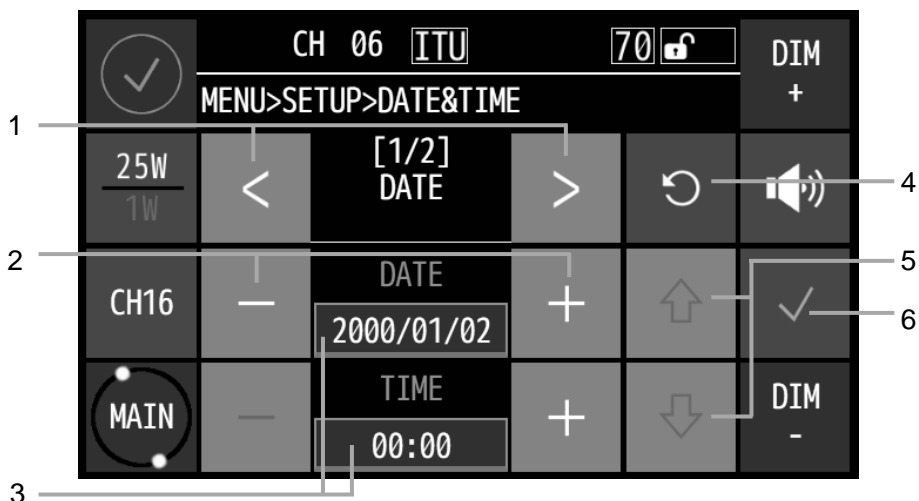 CH 06 ITU 70
DIM
+
MENU>SETUP>DATE&TIME
1
25W
1W
<
[1/2]
DATE
>
4
2
CH16
−
DATE
2000/01/02
+
5
6
MAIN
−
TIME
00:00
+
DIM
-
3